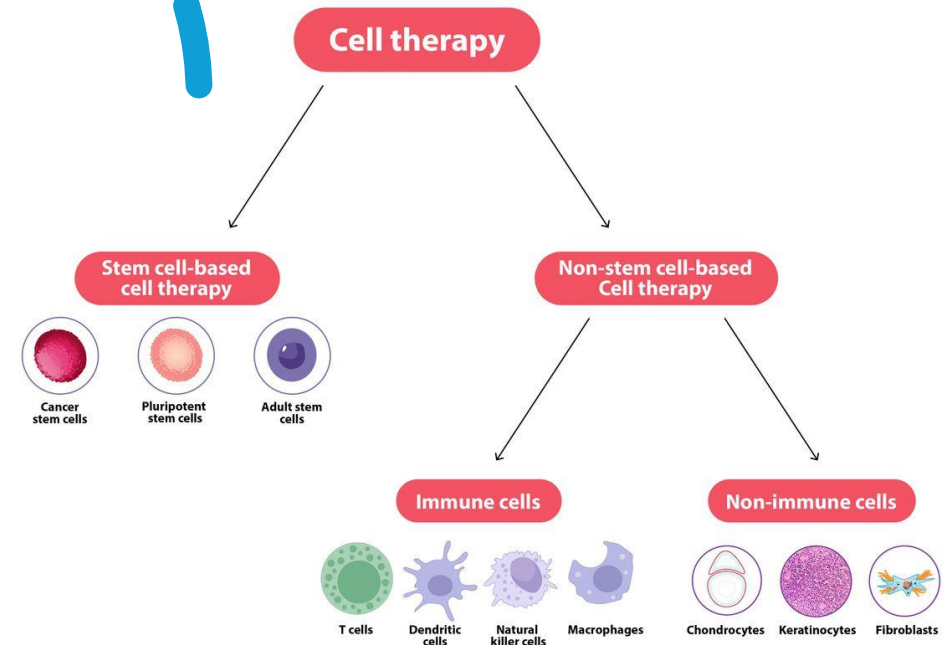 Cell therapy
Stem cell-based
cell therapy
Non-stem cell-based
Cell therapy
Cancer
stem cells
Pluripotent
stem cells
Adult stem
cells
Immune cells
Non-immune cells
T cells
Dendritic
cells
Natural
killer cells
Macrophages
Chondrocytes
Keratinocytes
Fibroblasts